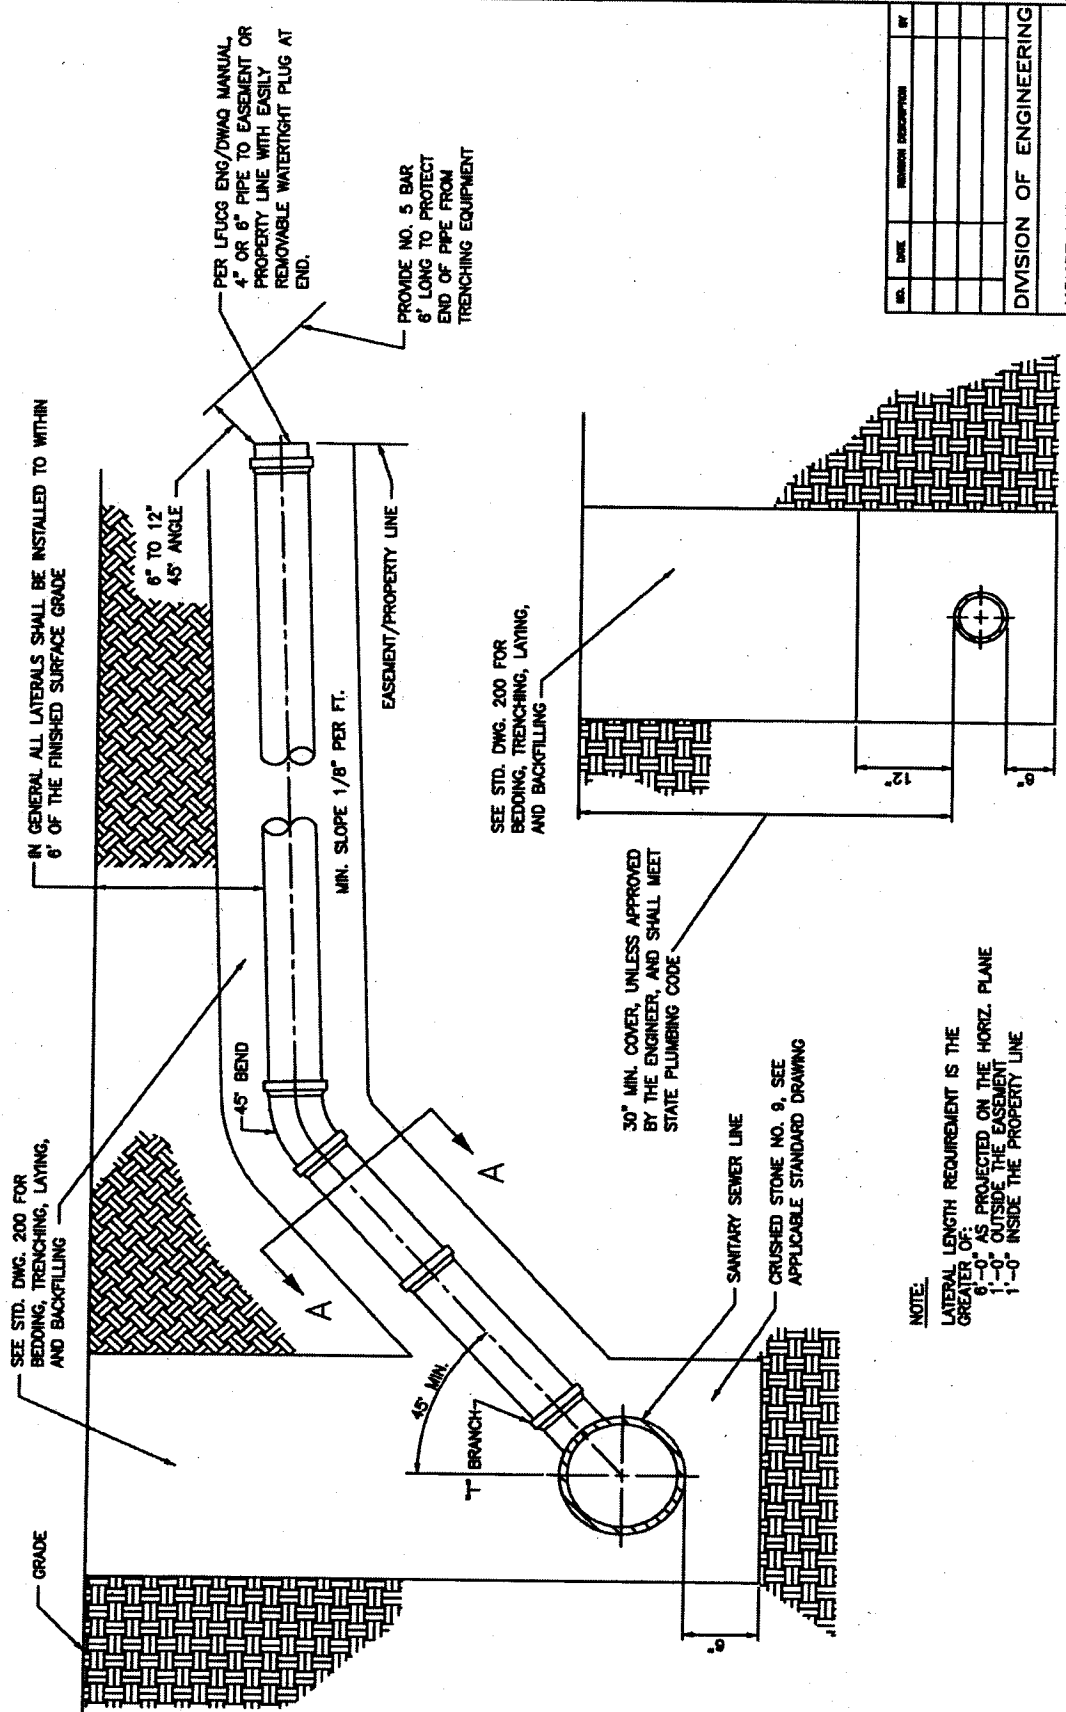 GRADE
SEE STD. DWG. 200 FOR
BEDDING, TRENCHING, LAYING,
AND BACKFILLING
IN GENERAL ALL LATERALS SHALL BE INSTALLED TO WITHIN
6' OF THE FINISHED SURFACE GRADE
6" TO 12"
45° ANGLE
PER LFUCG ENG/DWAQ MANUAL,
4" OR 6" PIPE TO EASEMENT OR
PROPERTY LINE WITH EASILY
REMOVABLE WATERTIGHT PLUG AT
END.
PROVIDE NO. 5 BAR
6' LONG TO PROTECT
END OF PIPE FROM
TRENCHING EQUIPMENT
45° BEND
MIN. SLOPE 1/8" PER FT.
EASEMENT/PROPERTY LINE
A
A
45° MIN.
"T" BRANCH
SANITARY SEWER LINE
CRUSHED STONE NO. 9, SEE
APPLICABLE STANDARD DRAWING
6"
SEE STD. DWG. 200 FOR
BEDDING, TRENCHING, LAYING,
AND BACKFILLING
30" MIN. COVER, UNLESS APPROVED
BY THE ENGINEER, AND SHALL MEET
STATE PLUMBING CODE
12"
6"
NOTE:
LATERAL LENGTH REQUIREMENT IS THE
GREATER OF:
6'-0" AS PROJECTED ON THE HORIZ. PLANE
1'-0" OUTSIDE THE EASEMENT
1'-0" INSIDE THE PROPERTY LINE
NO. DATE REVISION DESCRIPTION BY
DIVISION OF ENGINEERING